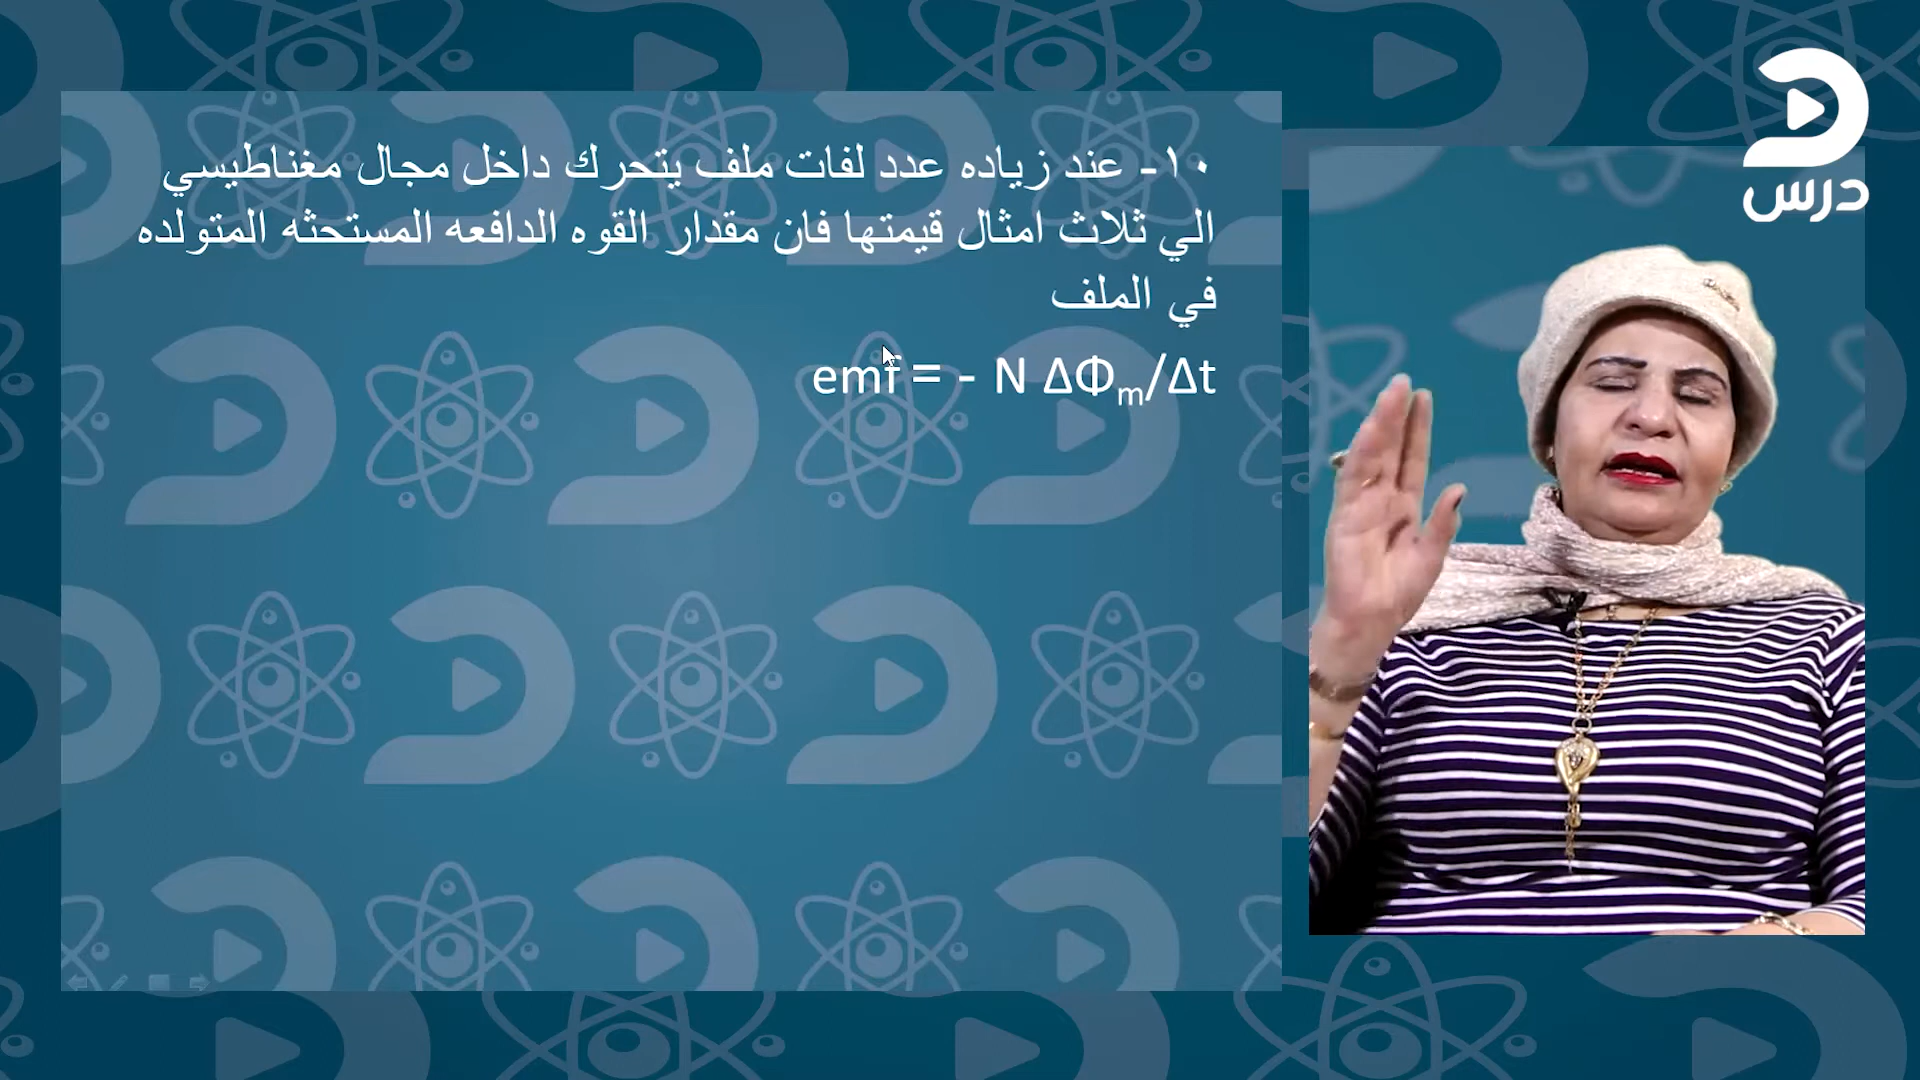 ١٠- عند زياده عدد لفات ملف يتحرك داخل مجال مغناطيسي
الي ثلاث امثال قيمتها فان مقدار القوه الدافعه المستحثه المتولده
في الملف
emf = - N ΔΦm/Δt
درس